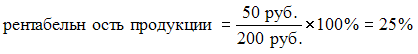 рентабельн ость продукции = 50 руб. / 200 руб. ×100% = 25%